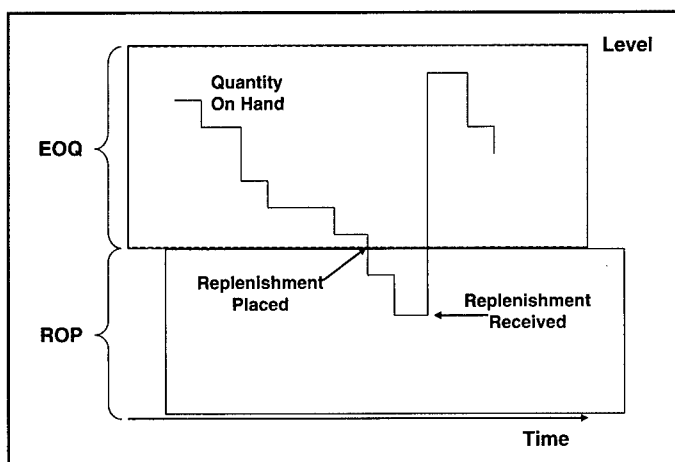 Level
Quantity
On Hand
EOQ
Replenishment
Placed
Replenishment
Received
ROP
Time